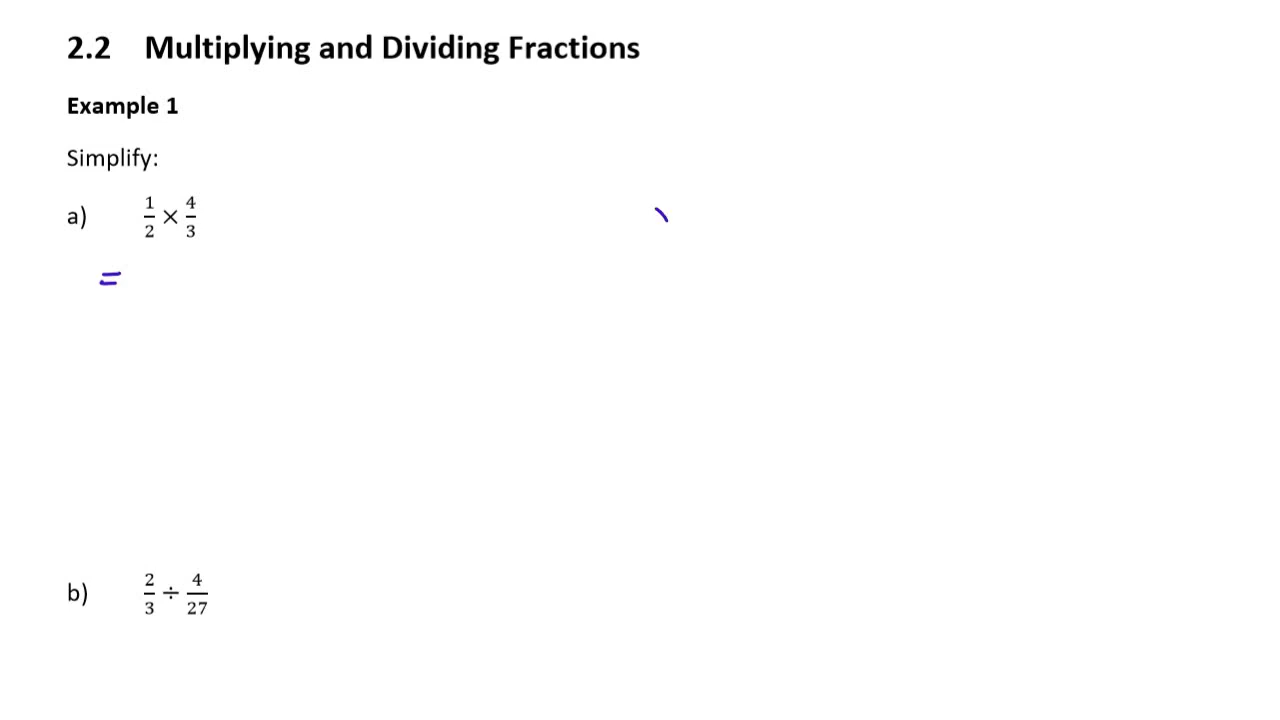 2.2 Multiplying and Dividing Fractions
Example 1
Simplify:
a) 1/2 × 4/3
=
b) 2/3 ÷ 4/27